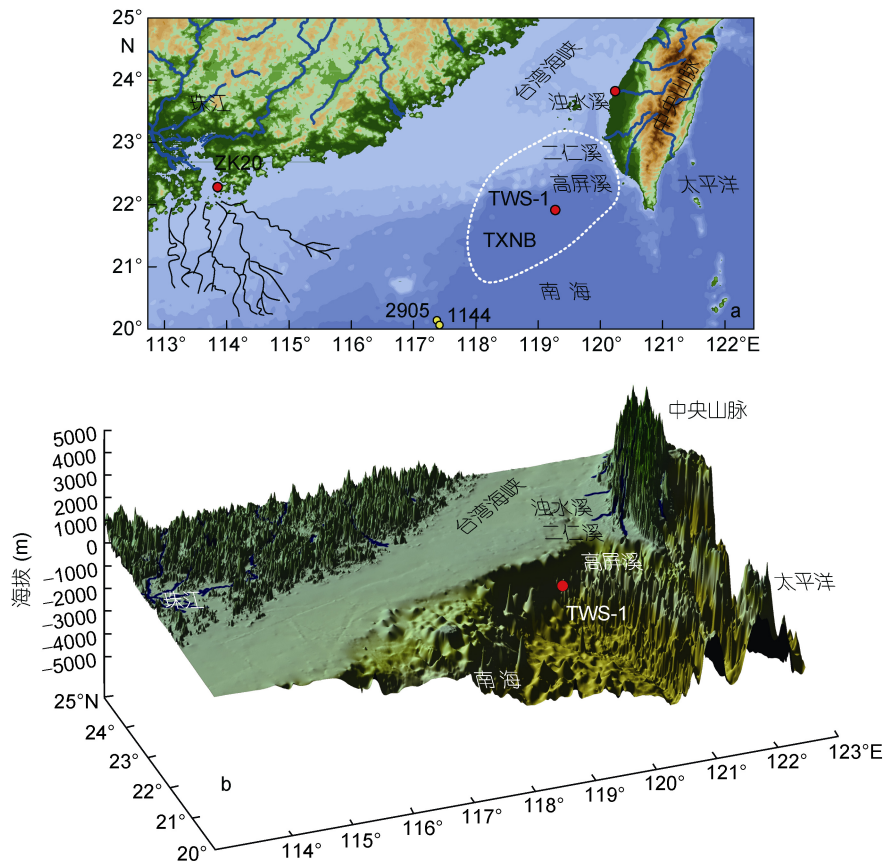 25°
N
24°
23°
22°
21°
20°
台湾海峡
珠江
浊水溪
中央山脉
ZK20
二仁溪
高屏溪
太平洋
TWS-1
TXNB
南 海
2905
1144
a
113°
114°
115°
116°
117°
118°
119°
120°
121°
122°E
中央山脉
5000
4000
3000
2000
1000
0
−1000
−2000
−3000
−4000
−5000
海拔 (m)
台湾海峡
浊水溪
二仁溪
高屏溪
太平洋
珠江
TWS-1
南 海
25°N
24°
23°
22°
21°
20°
b
114°
115°
116°
117°
118°
119°
120°
121°
122°
123°E